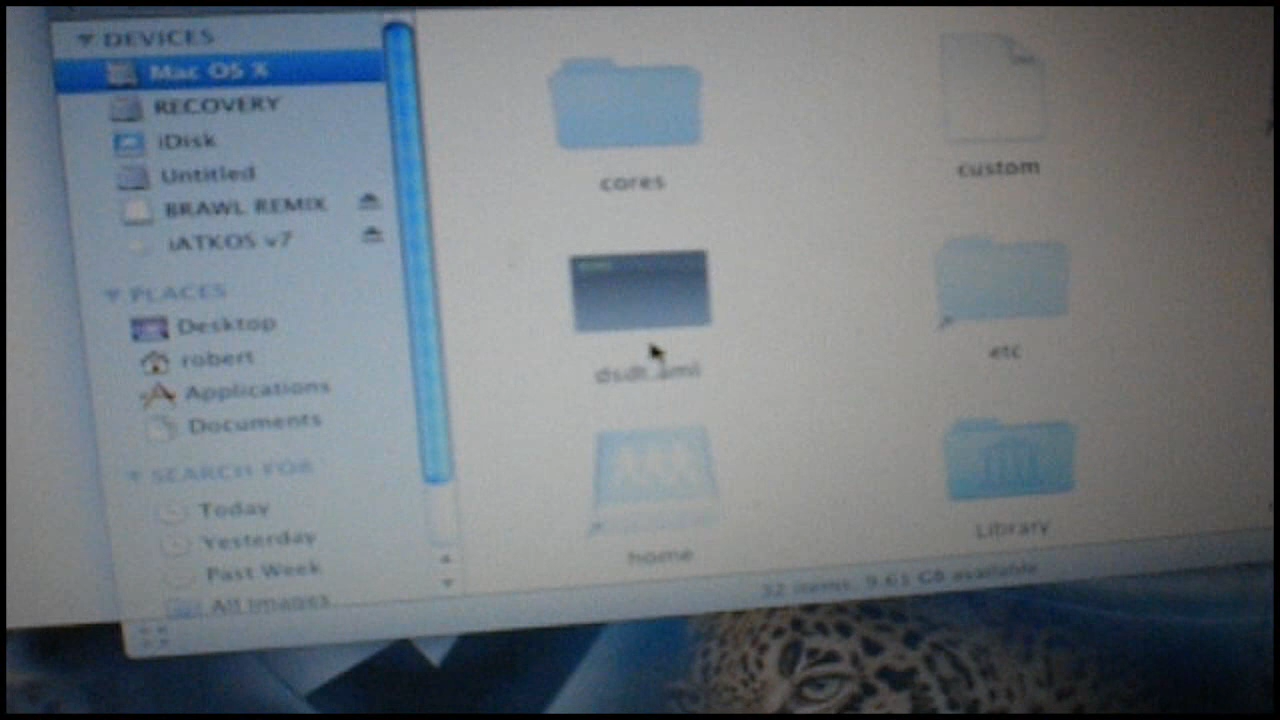 DEVICES
Mac OS X
RECOVERY
iDisk
Untitled
BRAWL REMIX
iATKOS v7
PLACES
Desktop
robert
Applications
Documents
SEARCH FOR
Today
Yesterday
Past Week
All Images
cores
custom
dsdt.aml
etc
home
Library
32 items, 9.61 GB available